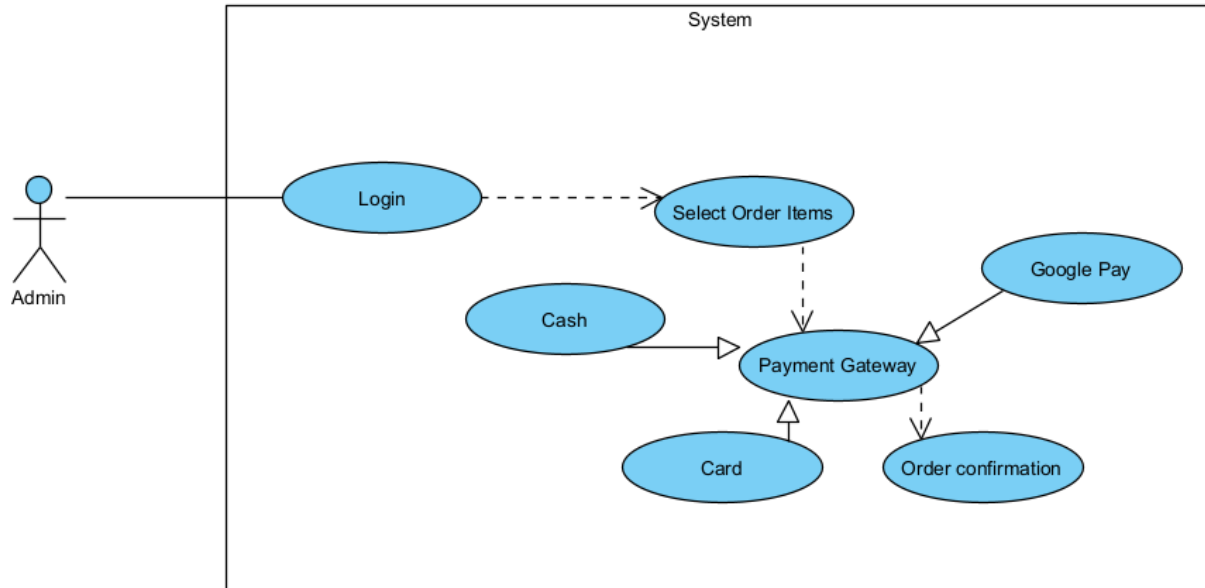 System
Login
Select Order Items
Admin
Google Pay
Cash
Payment Gateway
Card
Order confirmation